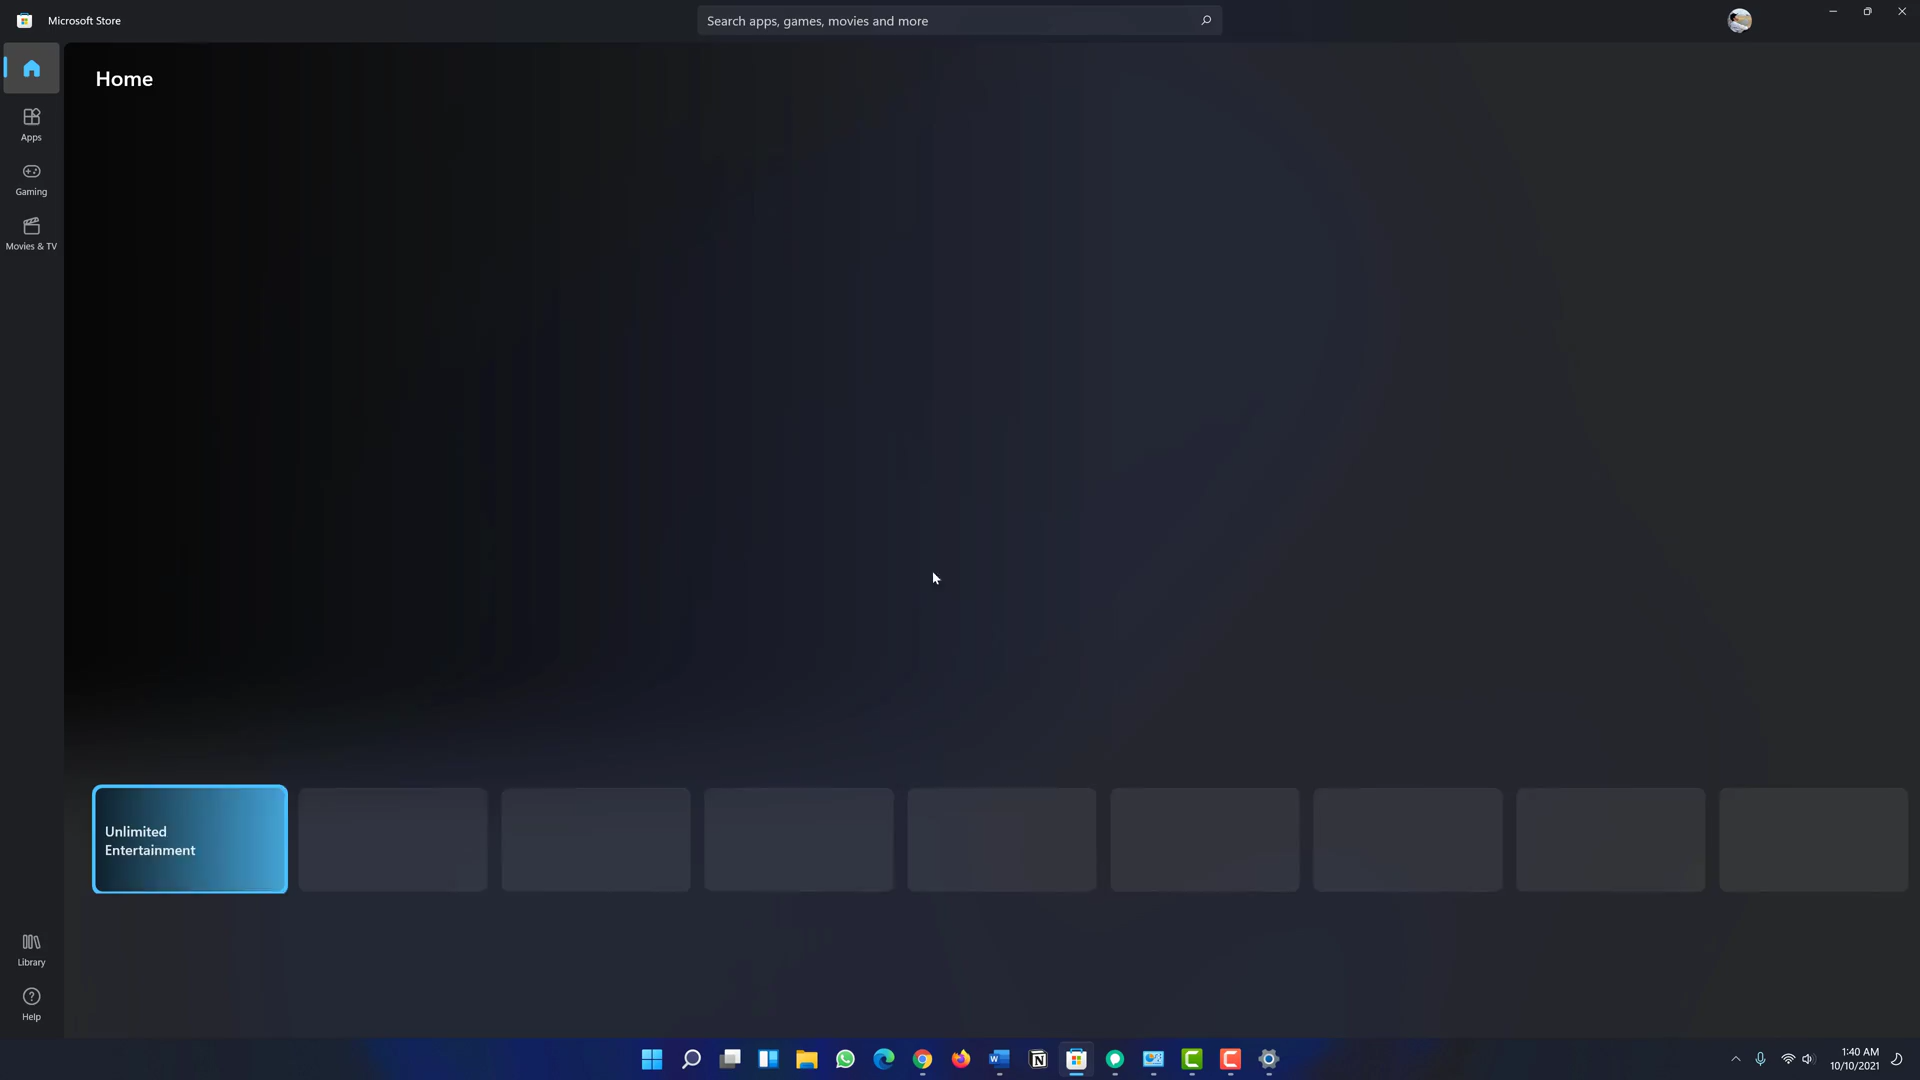 Microsoft Store
Search apps, games, movies and more
Home
Apps
Gaming
Movies & TV
Unlimited
Entertainment
Library
Help
1:40 AM
10/10/2021